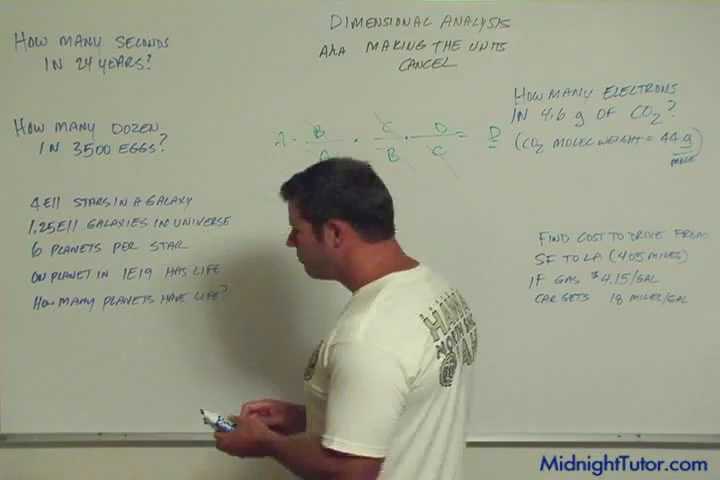 HOW MANY SECONDS
IN 24 YEARS?
HOW MANY DOZEN
IN 3500 EGGS?
4E11 STARS IN A GALAXY
1.25E11 GALAXIES IN UNIVERSE
6 PLANETS PER STAR
ON PLANET IN 1E19 HAS LIFE
HOW MANY PLANETS HAVE LIFE?
DIMENSIONAL ANALYSIS
AKA MAKING THE UNITS
CANCEL
A · B/A · C/B · D/C = D
HOW MANY ELECTRONS
IN 4.6 g OF CO2?
(CO2 MOLEC WEIGHT = 44 g/MOLE)
FIND COST TO DRIVE FROM
SF TO LA (405 MILES)
IF GAS $4.15/GAL
CAR GETS 18 MILES/GAL
HAWAII
NORTH
MidnightTutor.com